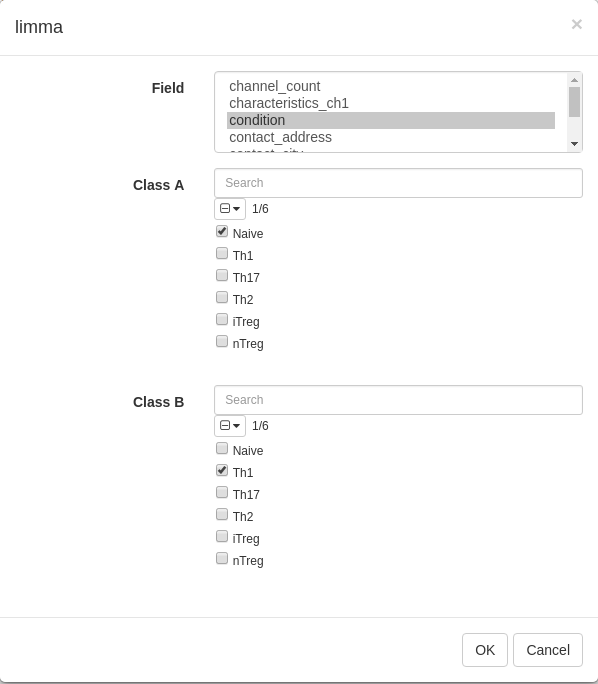 limma ×
Field
channel_count
characteristics_ch1
condition
contact_address
contact_city
Class A
Search
1/6
Naive
Th1
Th17
Th2
iTreg
nTreg
Class B
Search
1/6
Naive
Th1
Th17
Th2
iTreg
nTreg
OK Cancel